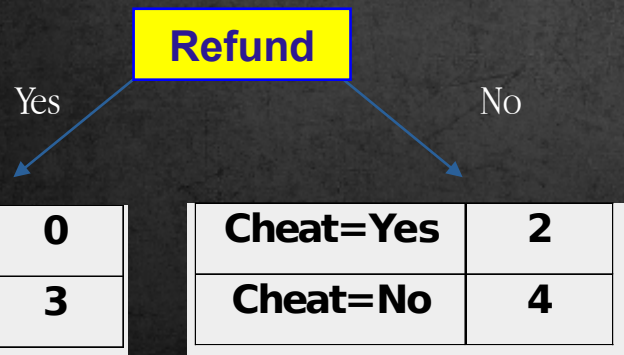 Refund
Yes No
0 Cheat=Yes 2
3 Cheat=No 4